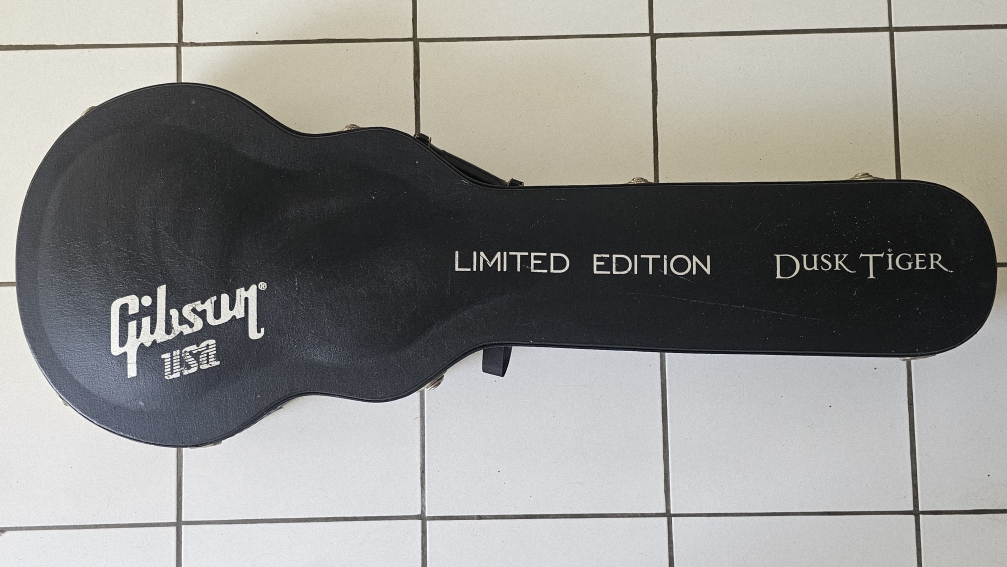 Gibson®
USA
LIMITED EDITION
DUSK TIGER